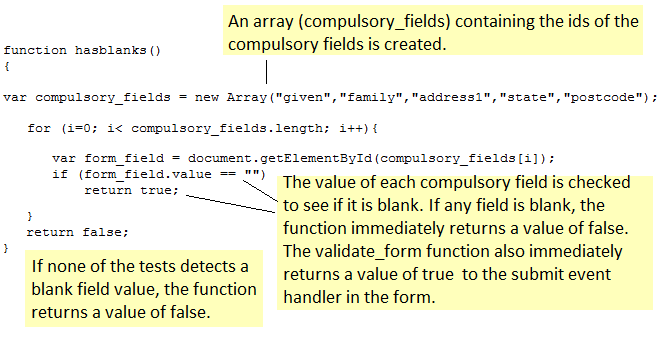 An array (compulsory_fields) containing the ids of the
compulsory fields is created.
function hasblanks()
{
var compulsory_fields = new Array("given","family","address1","state","postcode");
for (i=0; i< compulsory_fields.length; i++){
var form_field = document.getElementById(compulsory_fields[i]);
if (form_field.value == "")
return true;
}
return false;
}
The value of each compulsory field is checked
to see if it is blank. If any field is blank, the
function immediately returns a value of false.
The validate_form function also immediately
returns a value of true to the submit event
handler in the form.
If none of the tests detects a
blank field value, the function
returns a value of false.